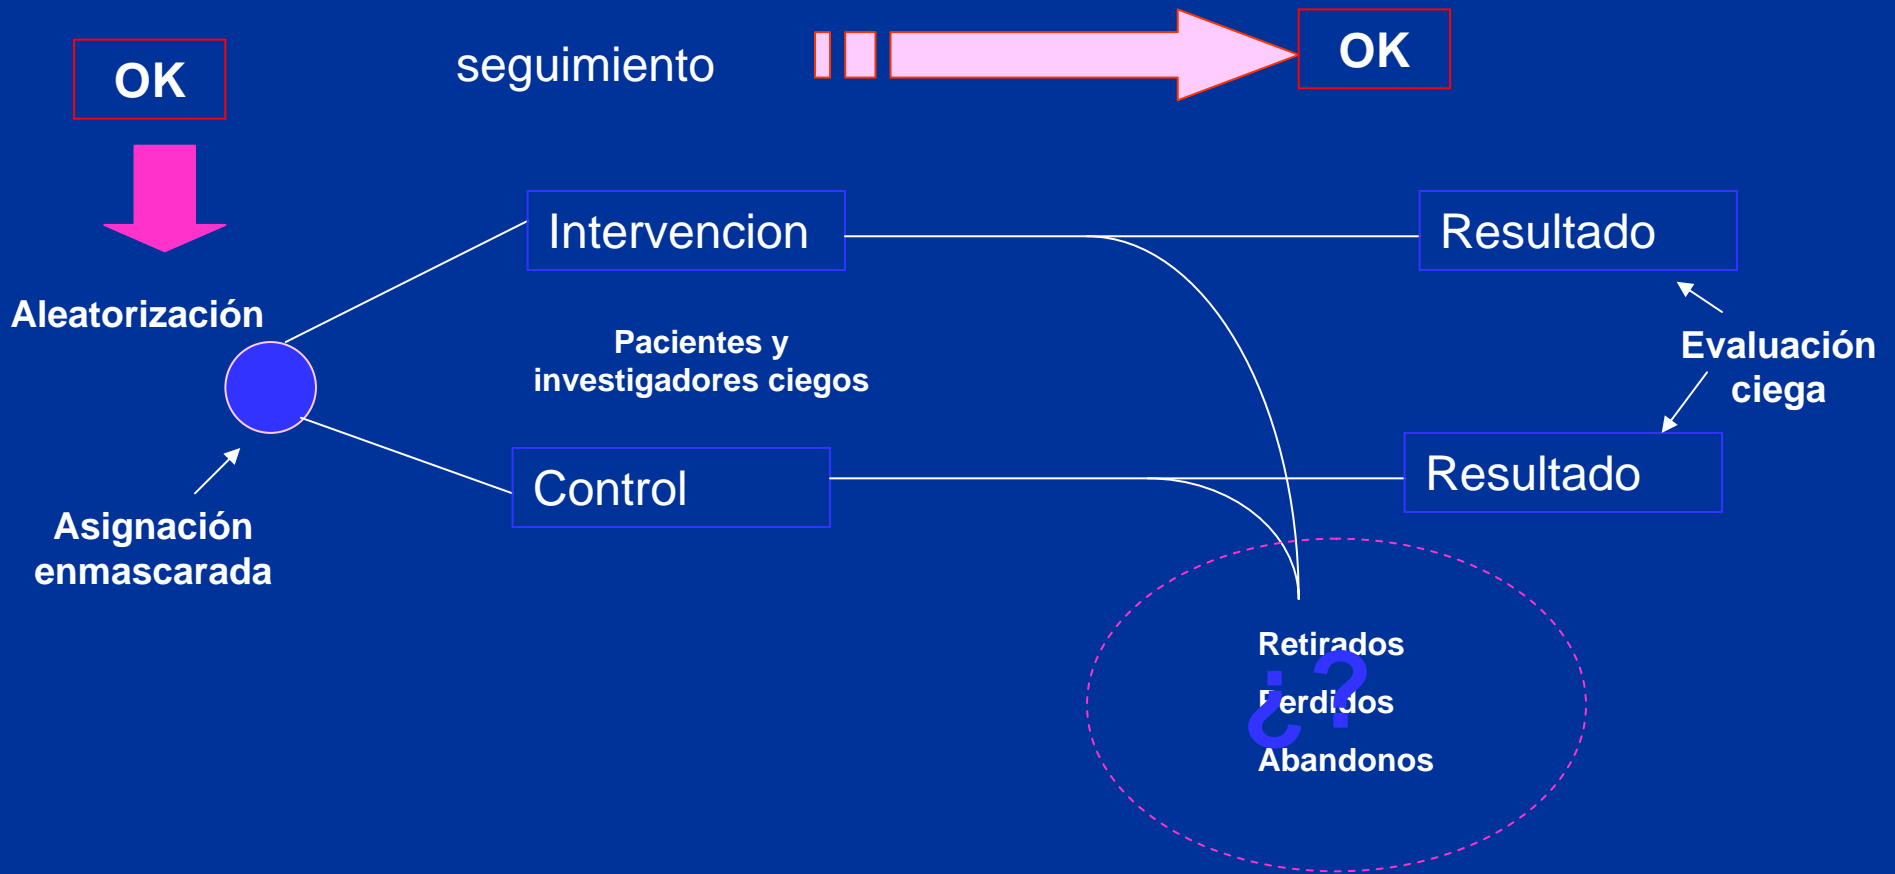 OK
seguimiento
OK
Intervencion
Resultado
Aleatorización
Pacientes y
investigadores ciegos
Evaluación
ciega
Control
Resultado
Asignación
enmascarada
Retirados
¿?
Perdidos
Abandonos